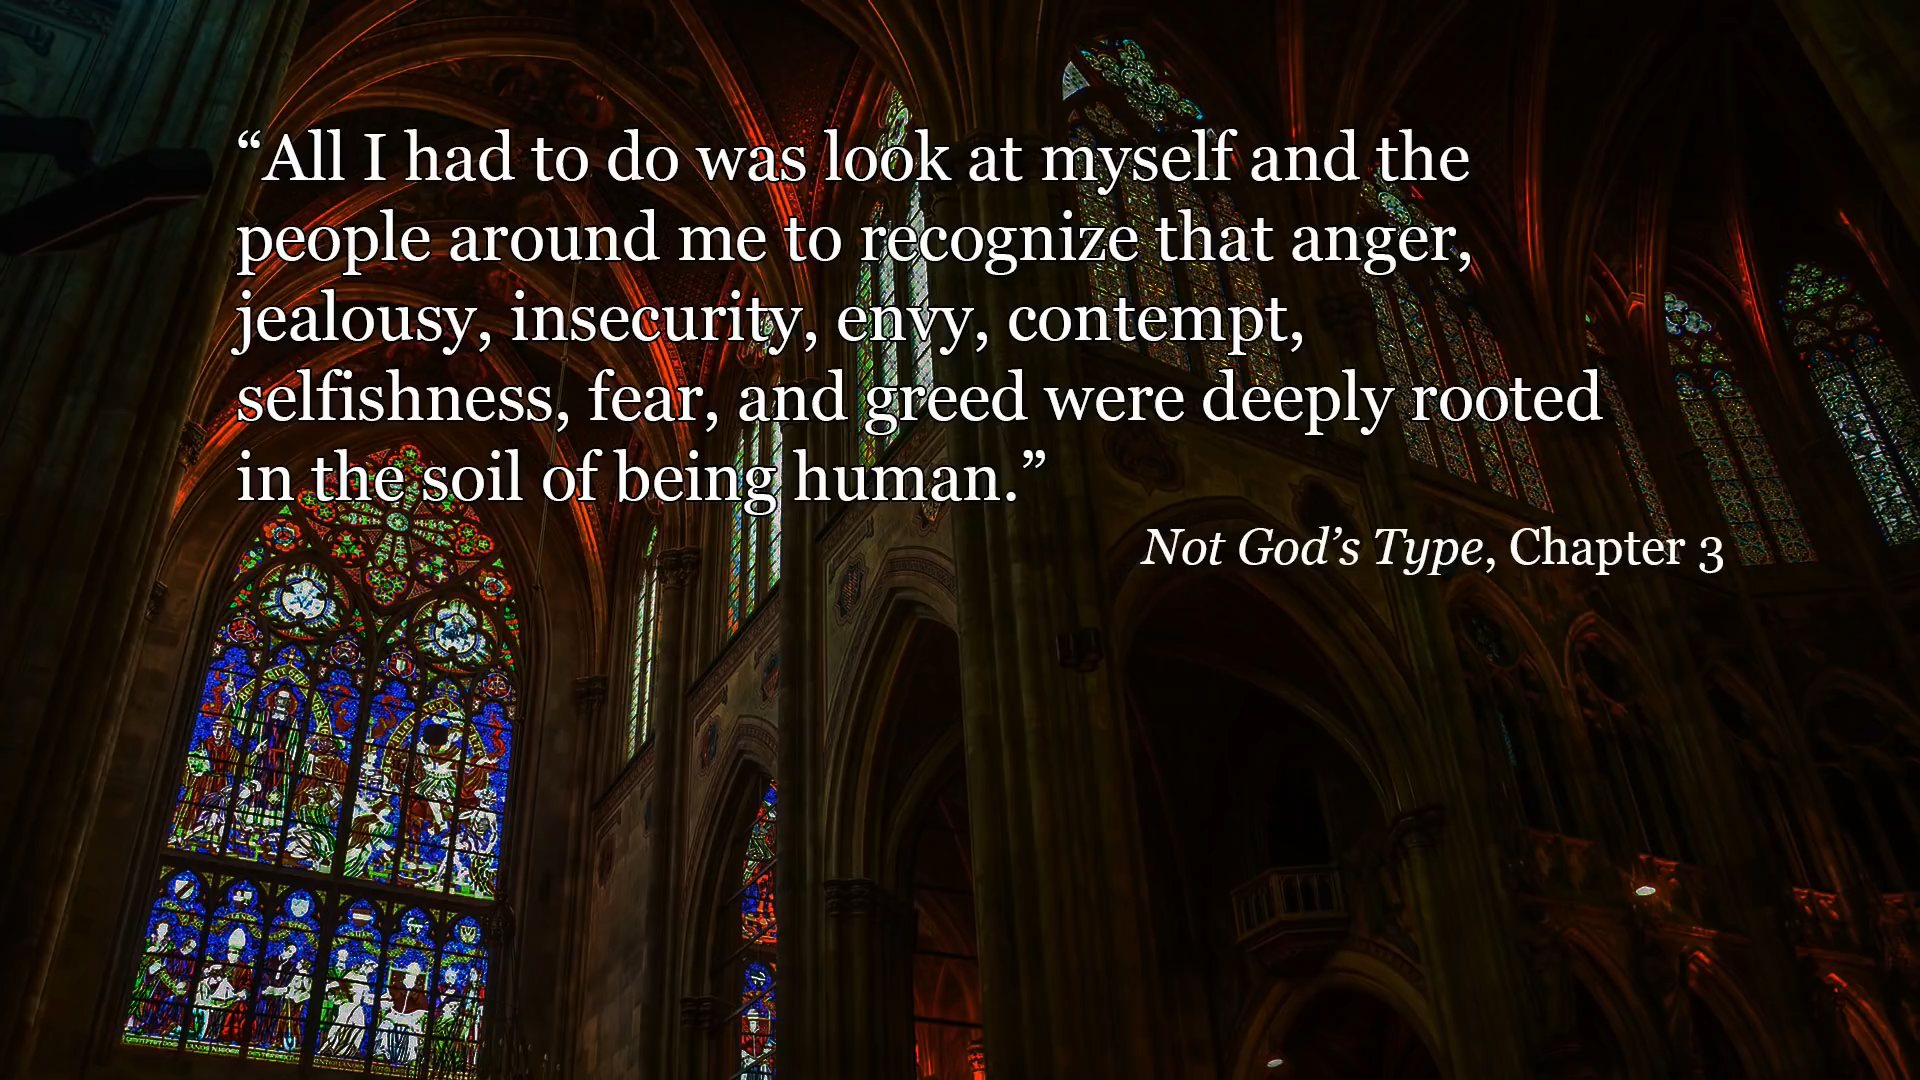 “All I had to do was look at myself and the
people around me to recognize that anger,
jealousy, insecurity, envy, contempt,
selfishness, fear, and greed were deeply rooted
in the soil of being human.”
Not God’s Type, Chapter 3